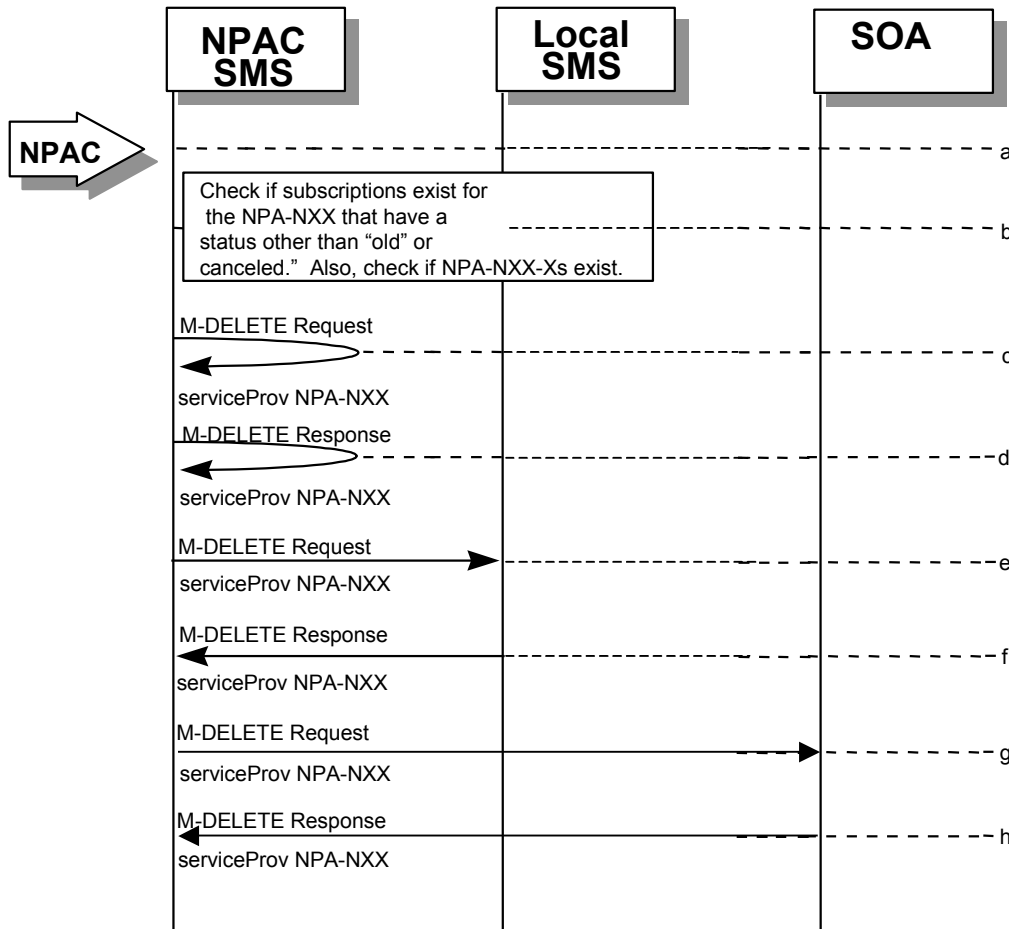 NPAC
SMS
Local
SMS
SOA
NPAC
a
Check if subscriptions exist for
the NPA-NXX that have a
status other than “old” or
canceled.” Also, check if NPA-NXX-Xs exist.
b
M-DELETE Request
c
serviceProv NPA-NXX
M-DELETE Response
d
serviceProv NPA-NXX
M-DELETE Request
e
serviceProv NPA-NXX
M-DELETE Response
f
serviceProv NPA-NXX
M-DELETE Request
g
serviceProv NPA-NXX
M-DELETE Response
h
serviceProv NPA-NXX